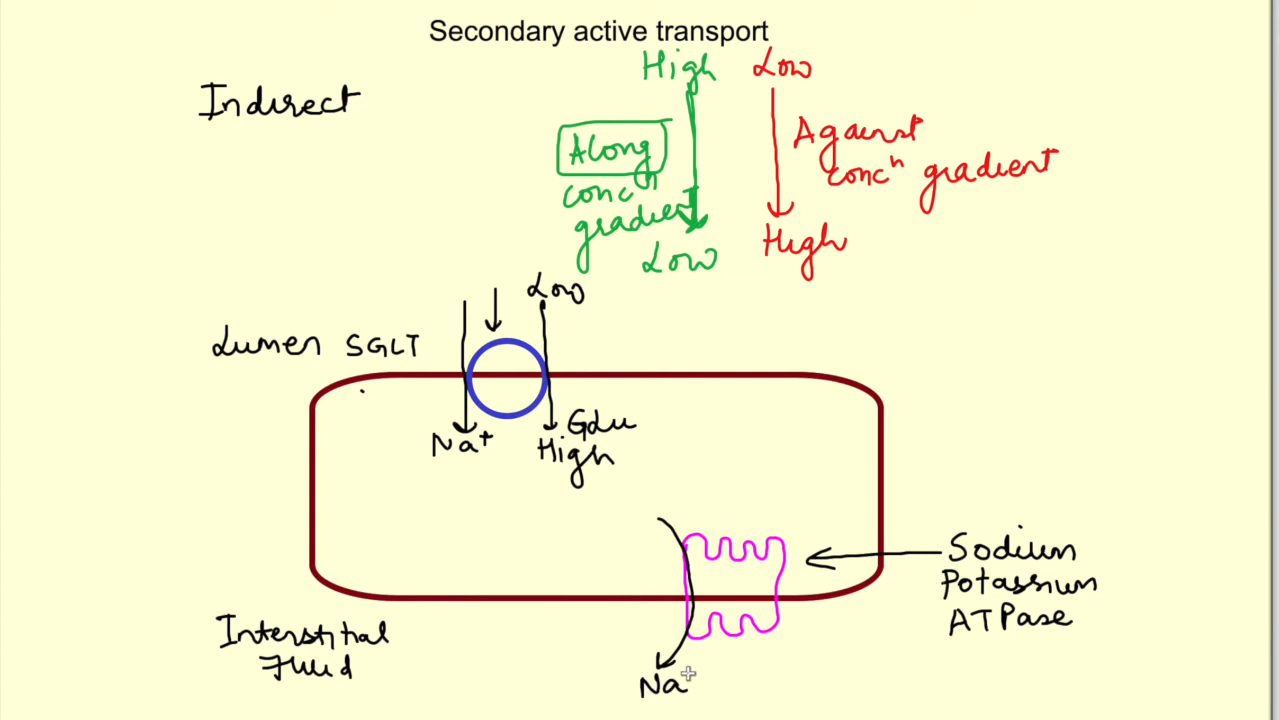 Secondary active transport
Indirect
High
Along
concⁿ
gradient
Low
Low
Against
concⁿ gradient
High
Low
Lumen SGLT
Na⁺
Glu
High
Sodium
Potassium
ATPase
Interstitial
Fluid
Na⁺